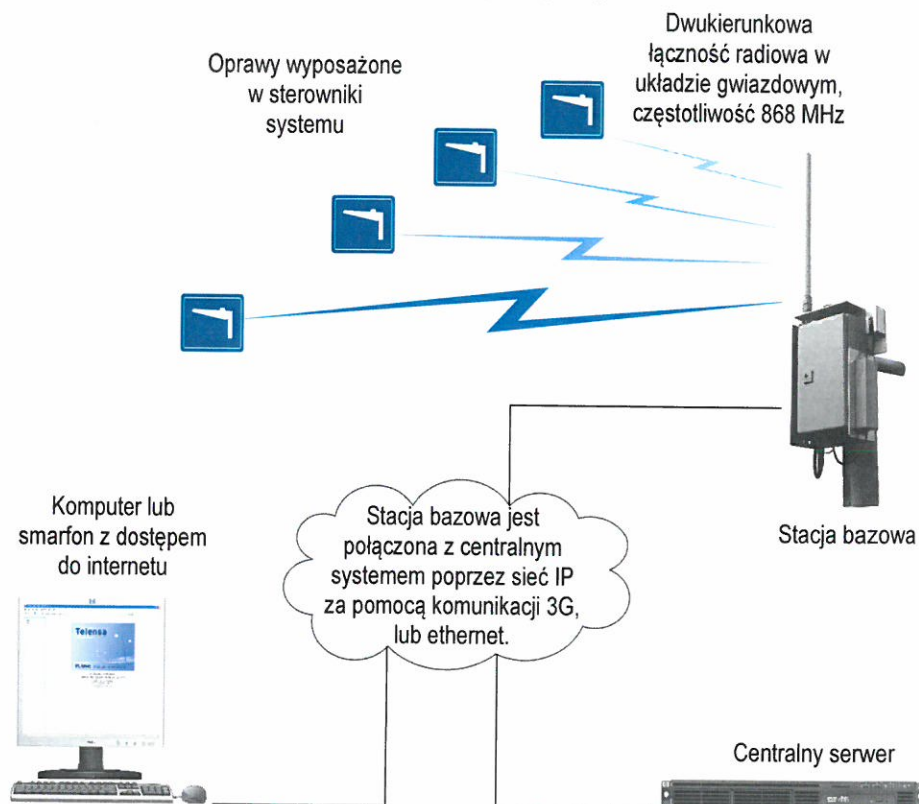 Oprawy wyposażone
w sterowniki
systemu
Dwukierunkowa
łączność radiowa w
układzie gwiazdowym,
częstotliwość 868 MHz
Stacja bazowa
Komputer lub
smarfon z dostępem
do internetu
Stacja bazowa jest
połączona z centralnym
systemem poprzez sieć IP
za pomocą komunikacji 3G,
lub ethernet.
Telensa
Centralny serwer